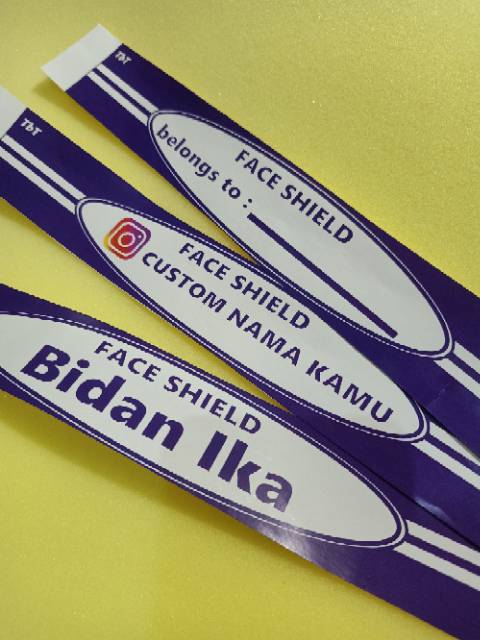 TbT
FACE SHIELD
belongs to :
TbT
FACE SHIELD
CUSTOM NAMA KAMU
FACE SHIELD
Bidan Ika